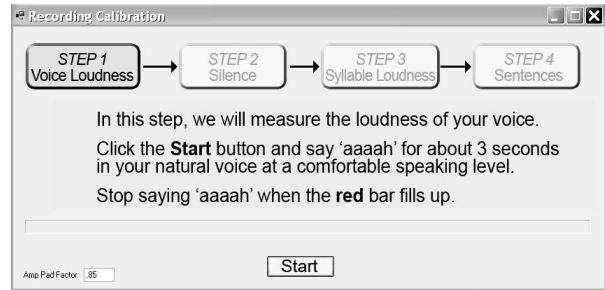 Recording Calibration
STEP 1 STEP 2 STEP 3 STEP 4
Voice Loudness Silence Syllable Loudness Sentences
In this step, we will measure the loudness of your voice.
Click the Start button and say ‘aaaah’ for about 3 seconds
in your natural voice at a comfortable speaking level.
Stop saying ‘aaaah’ when the red bar fills up.
Start
Amp Pad Factor: .85